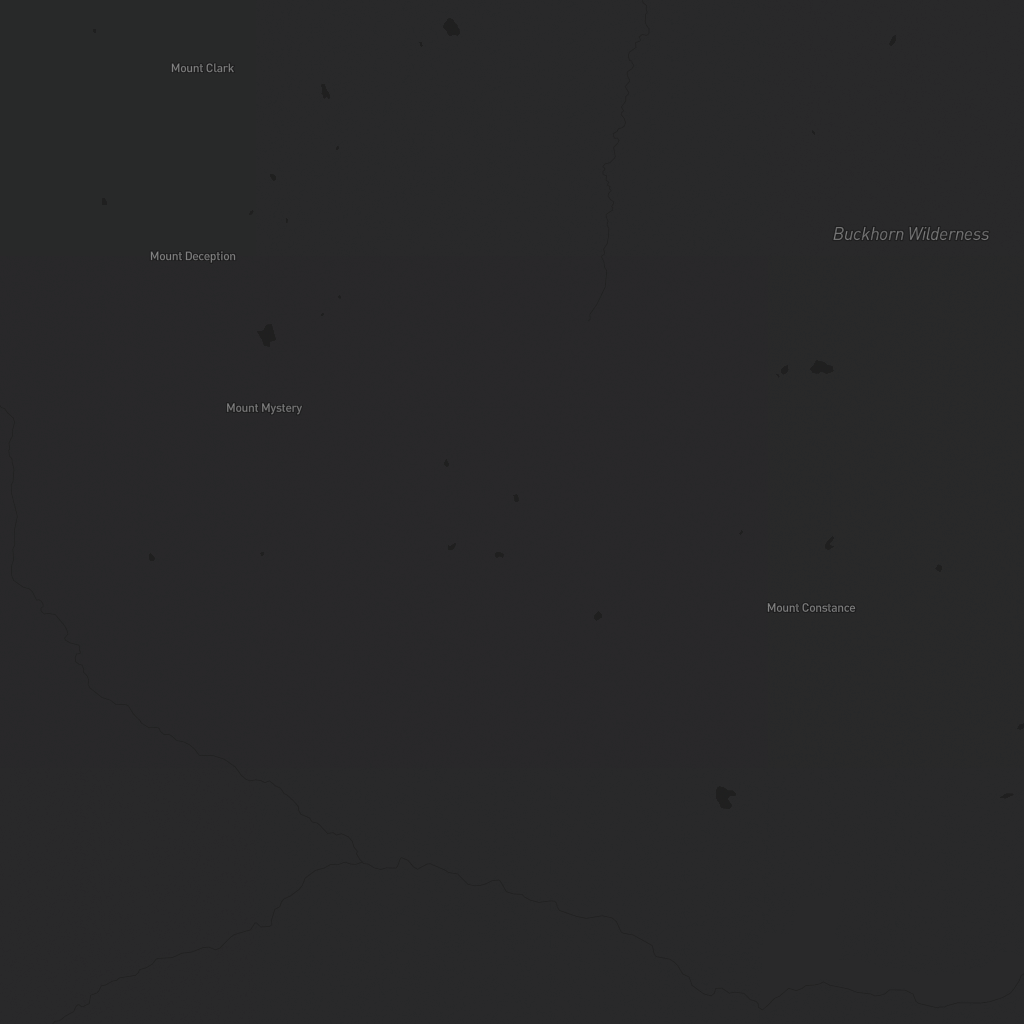 Mount Clark
Buckhorn Wilderness
Mount Deception
Mount Mystery
Mount Constance